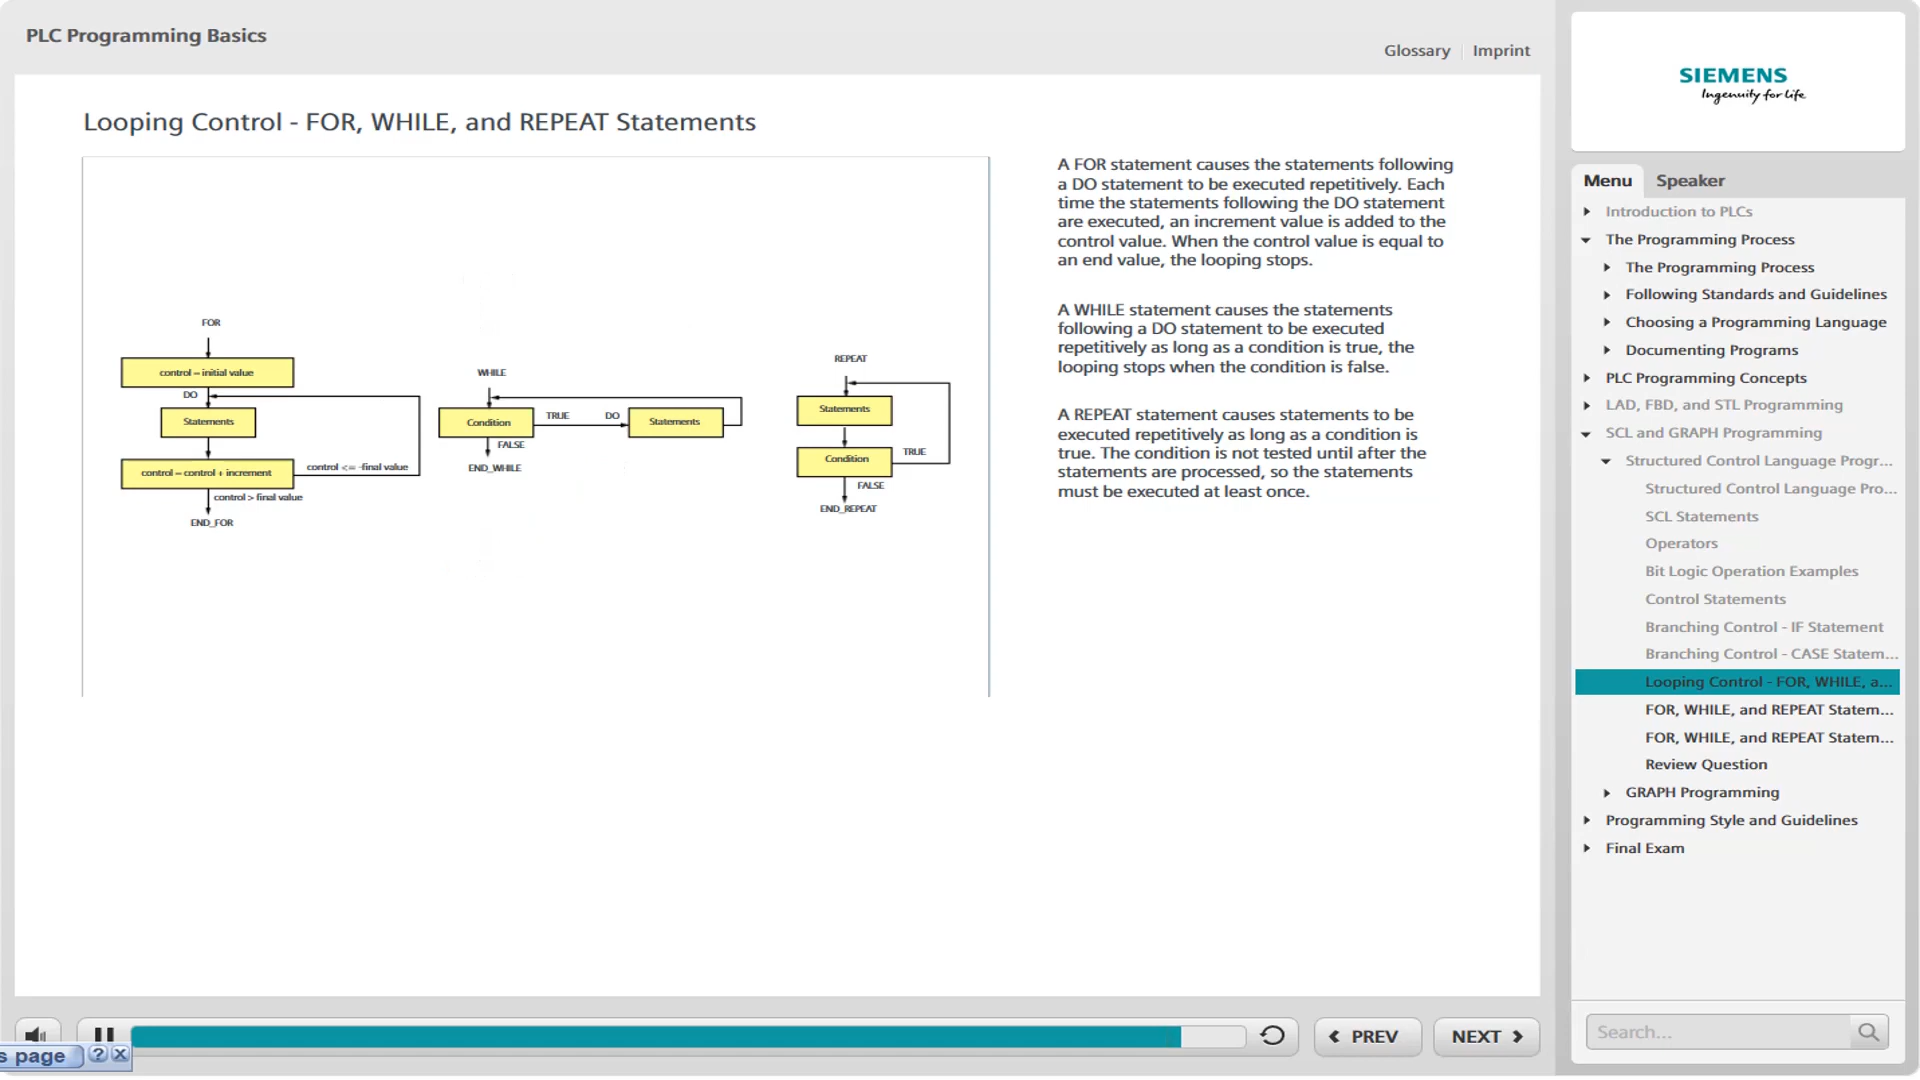 PLC Programming Basics
Glossary
Imprint
SIEMENS
Ingenuity for life
Looping Control - FOR, WHILE, and REPEAT Statements
FOR
control = initial value
DO
Statements
control = control + increment
control <= -final value
control > final value
END_FOR
WHILE
Condition
TRUE
DO
Statements
FALSE
END_WHILE
REPEAT
Statements
Condition
TRUE
FALSE
END_REPEAT
A FOR statement causes the statements following
a DO statement to be executed repetitively. Each
time the statements following the DO statement
are executed, an increment value is added to the
control value. When the control value is equal to
an end value, the looping stops.
A WHILE statement causes the statements
following a DO statement to be executed
repetitively as long as a condition is true, the
looping stops when the condition is false.
A REPEAT statement causes statements to be
executed repetitively as long as a condition is
true. The condition is not tested until after the
statements are processed, so the statements
must be executed at least once.
Menu
Speaker
Introduction to PLCs
The Programming Process
The Programming Process
Following Standards and Guidelines
Choosing a Programming Language
Documenting Programs
PLC Programming Concepts
LAD, FBD, and STL Programming
SCL and GRAPH Programming
Structured Control Language Progr...
Structured Control Language Pro...
SCL Statements
Operators
Bit Logic Operation Examples
Control Statements
Branching Control - IF Statement
Branching Control - CASE Statem...
Looping Control - FOR, WHILE, a...
FOR, WHILE, and REPEAT Statem...
FOR, WHILE, and REPEAT Statem...
Review Question
GRAPH Programming
Programming Style and Guidelines
Final Exam
Search...
PREV
NEXT
s page ? X